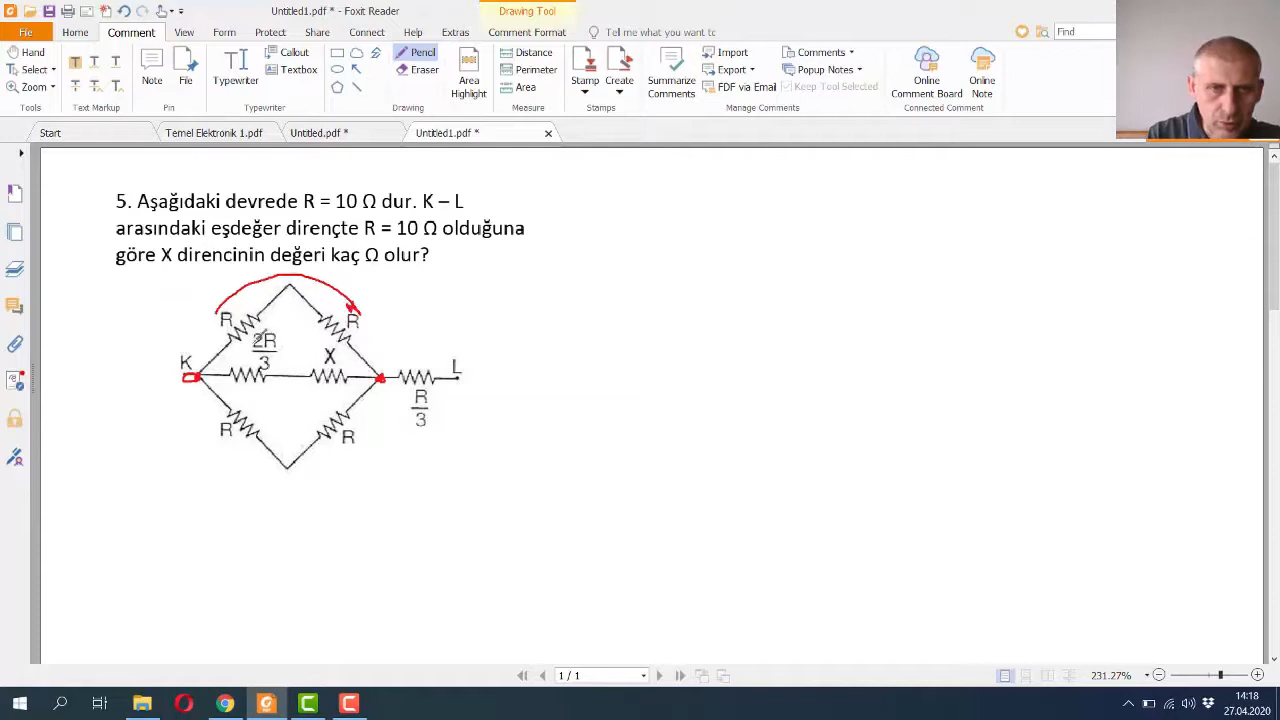 Untitled1.pdf * - Foxit Reader
Drawing Tool
File
Home
Comment
View
Form
Protect
Share
Connect
Help
Extras
Comment Format
Tell me what you want tc
Find
Hand
Select
Zoom
Tools
Text Markup
Note
File
Pin
Typewriter
Callout
Textbox
Typewriter
Pencil
Eraser
Drawing
Area
Highlight
Distance
Perimeter
Area
Measure
Stamp
Create
Stamps
Summarize
Comments
Import
Export
FDF via Emai
Comments
Popup Notes
Keep Tool Selected
Manage Comments
Online
Comment Board
Online
Note
Connected Comment
Start
Temel Elektronik 1.pdf
Untitled.pdf *
Untitled1.pdf *
5. Aşağıdaki devrede R = 10 Ω dur. K – L
arasındaki eşdeğer dirençte R = 10 Ω olduğuna
göre X direncinin değeri kaç Ω olur?
R
R
2R
3
X
K
L
R
3
R
R
1 / 1
231.27%
14:18
27.04.2020